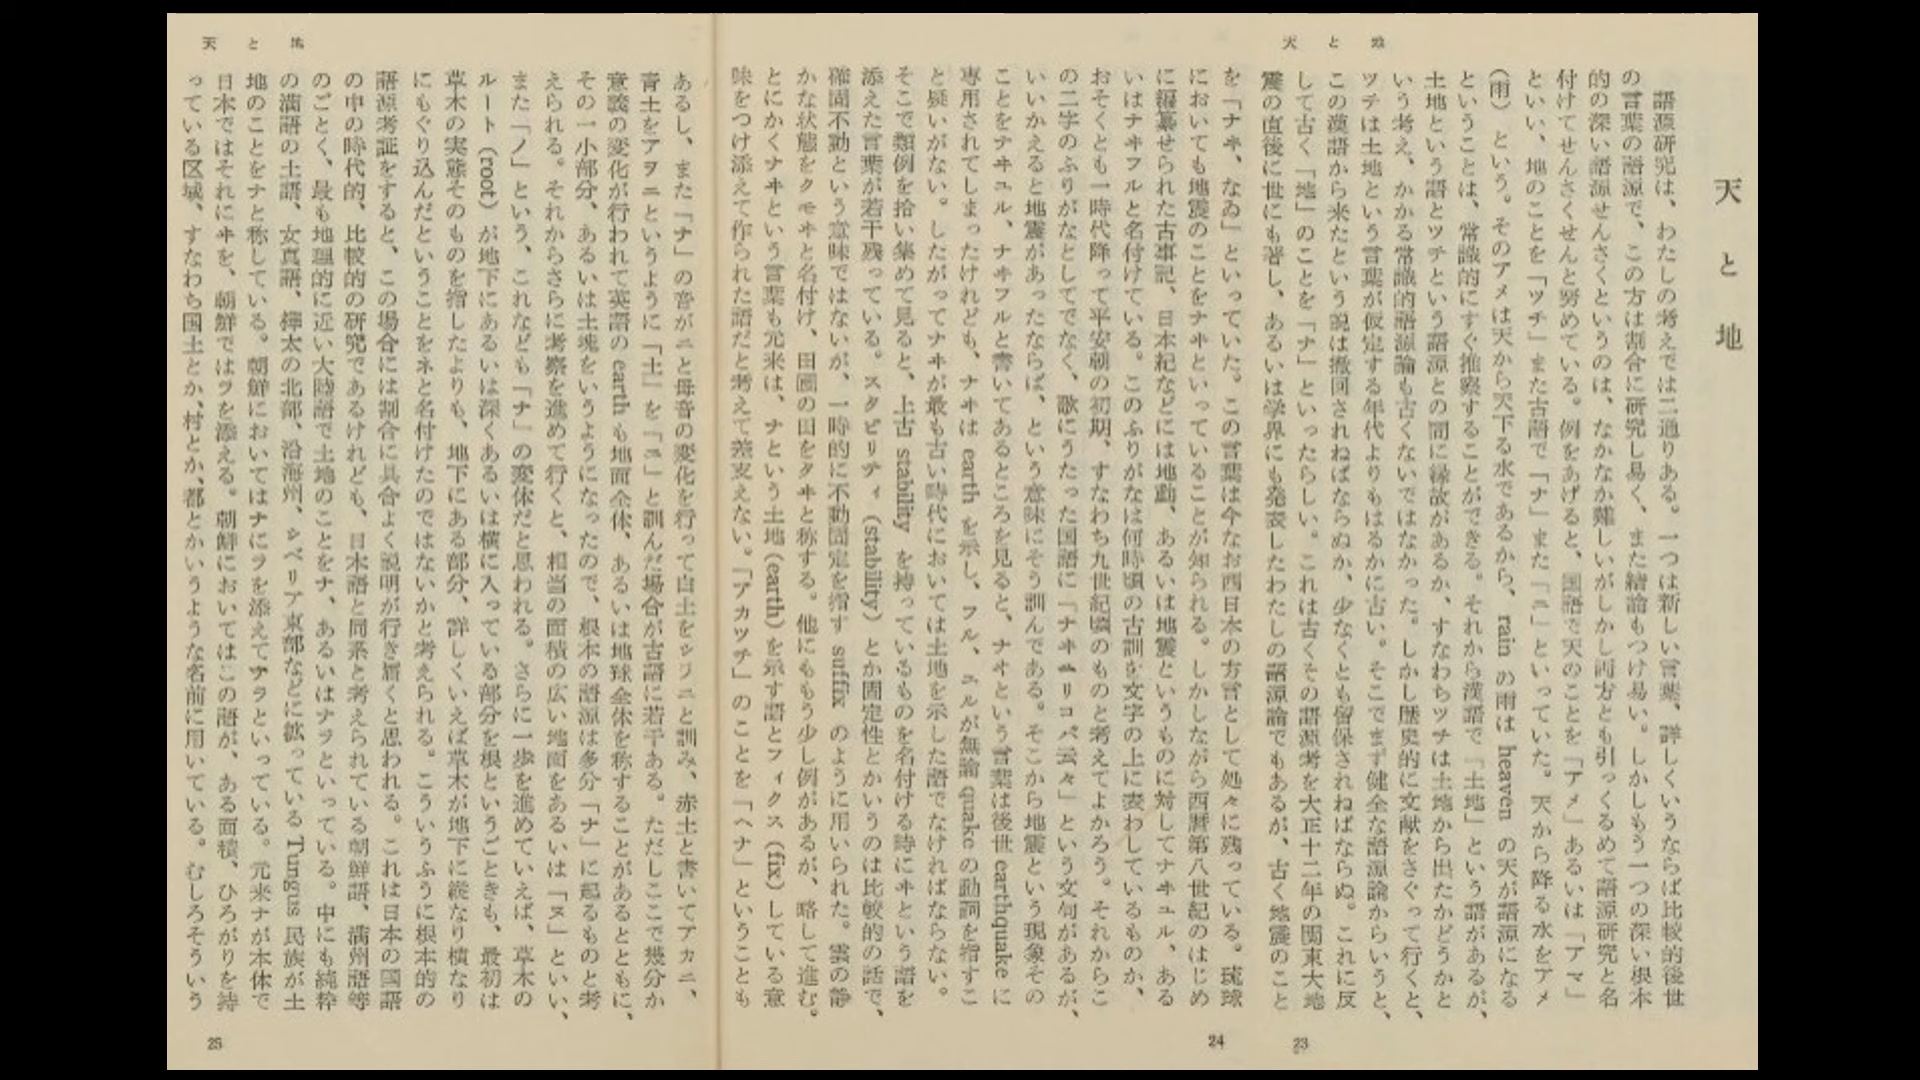 天と地
天と地
語源研究は、わたしの考えでは二通りある。一つは新しい言葉、詳しくいうならば比較的後世
の言葉の語源で、この方は割合に研究し易く、また結論もつけ易い。しかしもう一つの深い根本
的の深い語源せんさくというのは、なかなか難しいがしかし両方とも引っくるめて語源研究と名
付けてせんさくせんと努めている。例をあげると、国語で天のことを「アメ」あるいは「アマ」
といい、地のことを「ツチ」また古語で「ナ」また「ニ」といっていた。天から降る水をアメ
(雨)という。そのアメは天から天下る水であるから、rain の雨は heaven の天が語源になる
ということは、常識的にすぐ推察することができる。それから漢語で「土地」という語があるが、
土地という語とツチという語源との間に縁故があるか、すなわちツチは土地から出たかどうかと
いう考え、かかる常識的語源論も古くないではなかった。しかし歴史的に文献をさぐって行くと、
ツチは土地という言葉が仮定する年代よりもはるかに古い。そこでまず健全な語源論からいうと、
この漢語から来たという説は撤回されねばならぬか、少なくとも留保されねばならぬ。これに反
して古く「地」のことを「ナ」といったらしい。これは古くその語源考を大正十二年の関東大地
震の直後に世にも著し、あるいは学界にも発表したわたしの語源論でもあるが、古く地震のこと
23
を「ナヰ、なゐ」といっていた。この言葉は今なお西日本の方言として処々に残っている。琉球
においても地震のことをナヰといっていることが知られる。しかしながら西暦第八世紀のはじめ
に編纂せられた古事記、日本紀などには地動、あるいは地震というものに対してナヰユル、ある
いはナヰフルと名付けている。このふりがなは何時頃の古訓を文字の上に表わしているものか、
おそくとも一時代降って平安朝の初期、すなわち九世紀頃のものと考えてよかろう。それからこ
の二字のふりがなとしてでなく、歌にうたった国語に「ナヰユリコバ云々」という文句があるが、
いいかえると地震があったならば、という意味にそう訓んである。そこから地震という現象その
ことをナヰユル、ナヰフルと書いてあるところを見ると、ナヰという言葉は後世 earthquake に
専用されてしまったけれども、ナヰは earth を示し、フル、ユルが無論 quake の動詞を指すこ
と疑いがない。したがってナヰが最も古い時代においては土地を示した語でなければならない。
そこで類例を拾い集めて見ると、上古 stability を持っているものを名付ける時にヰという語を
添えた言葉が若干残っている。スタビリティ(stability)とか固定性とかいうのは比較的の話で、
確固不動という意味ではないが、一時的に不動固定を指す suffix のように用いられた。雲の静
かな状態をクモヰと名付け、田圃の田をタヰと称する。他にももう少し例があるが、略して進む。
とにかくナヰという言葉も元来は、ナという土地(earth)を示す語とフィクス(fix)している意
味をつけ添えて作られた語だと考えて差支えない。「アカツチ」のことを「ヘナ」ということも
24
天と地
あるし、また「ナ」の音がニと母音の変化を行って白土をシラニと訓み、赤土と書いてアカニ、
青土をアヲニというように「土」を「ニ」と訓んだ場合が古語に若干ある。ただしここで幾分か
意義の変化が行われて英語の earth も地面全体、あるいは地球全体を称することがあるとともに、
その一小部分、あるいは土塊をいうようになったので、根本の語源は多分「ナ」に起るものと考
えられる。それからさらに考察を進めて行くと、相当の面積の広い地面をあるいは「ヌ」といい、
また「ノ」という、これなども「ナ」の変体だと思われる。さらに一歩を進めていえば、草木の
ルート(root)が地下にあるいは深くあるいは横に入っている部分を根というごときも、最初は
草木の実態そのものを指したよりも、地下にある部分、詳しくいえば草木が地下に縦なり横なり
にもぐり込んだということをネと名付けたのではないかと考えられる。こういうふうに根本的の
語源考証をすると、この場合には割合に具合よく説明が行き届くと思われる。これは日本の国語
の中の時代的、比較的の研究であるけれども、日本語と同系と考えられている朝鮮語、満州語等
のごとく、最も地理的に近い大陸語で土地のことをナ、あるいはナラといっている。中にも純粋
の満語の土語、女真語、樺太の北部、沿海州、シベリア東部などに拡っている Tungus 民族が土
地のことをナと称している。朝鮮においてはナにラを添えてナラといっている。元来ナが本体で
日本ではそれにヰを、朝鮮ではラを添える。朝鮮においてはこの語が、ある面積、ひろがりを持
っている区域、すなわち国土とか、村とか、都とかいうような名前に用いている。むしろそういう
25